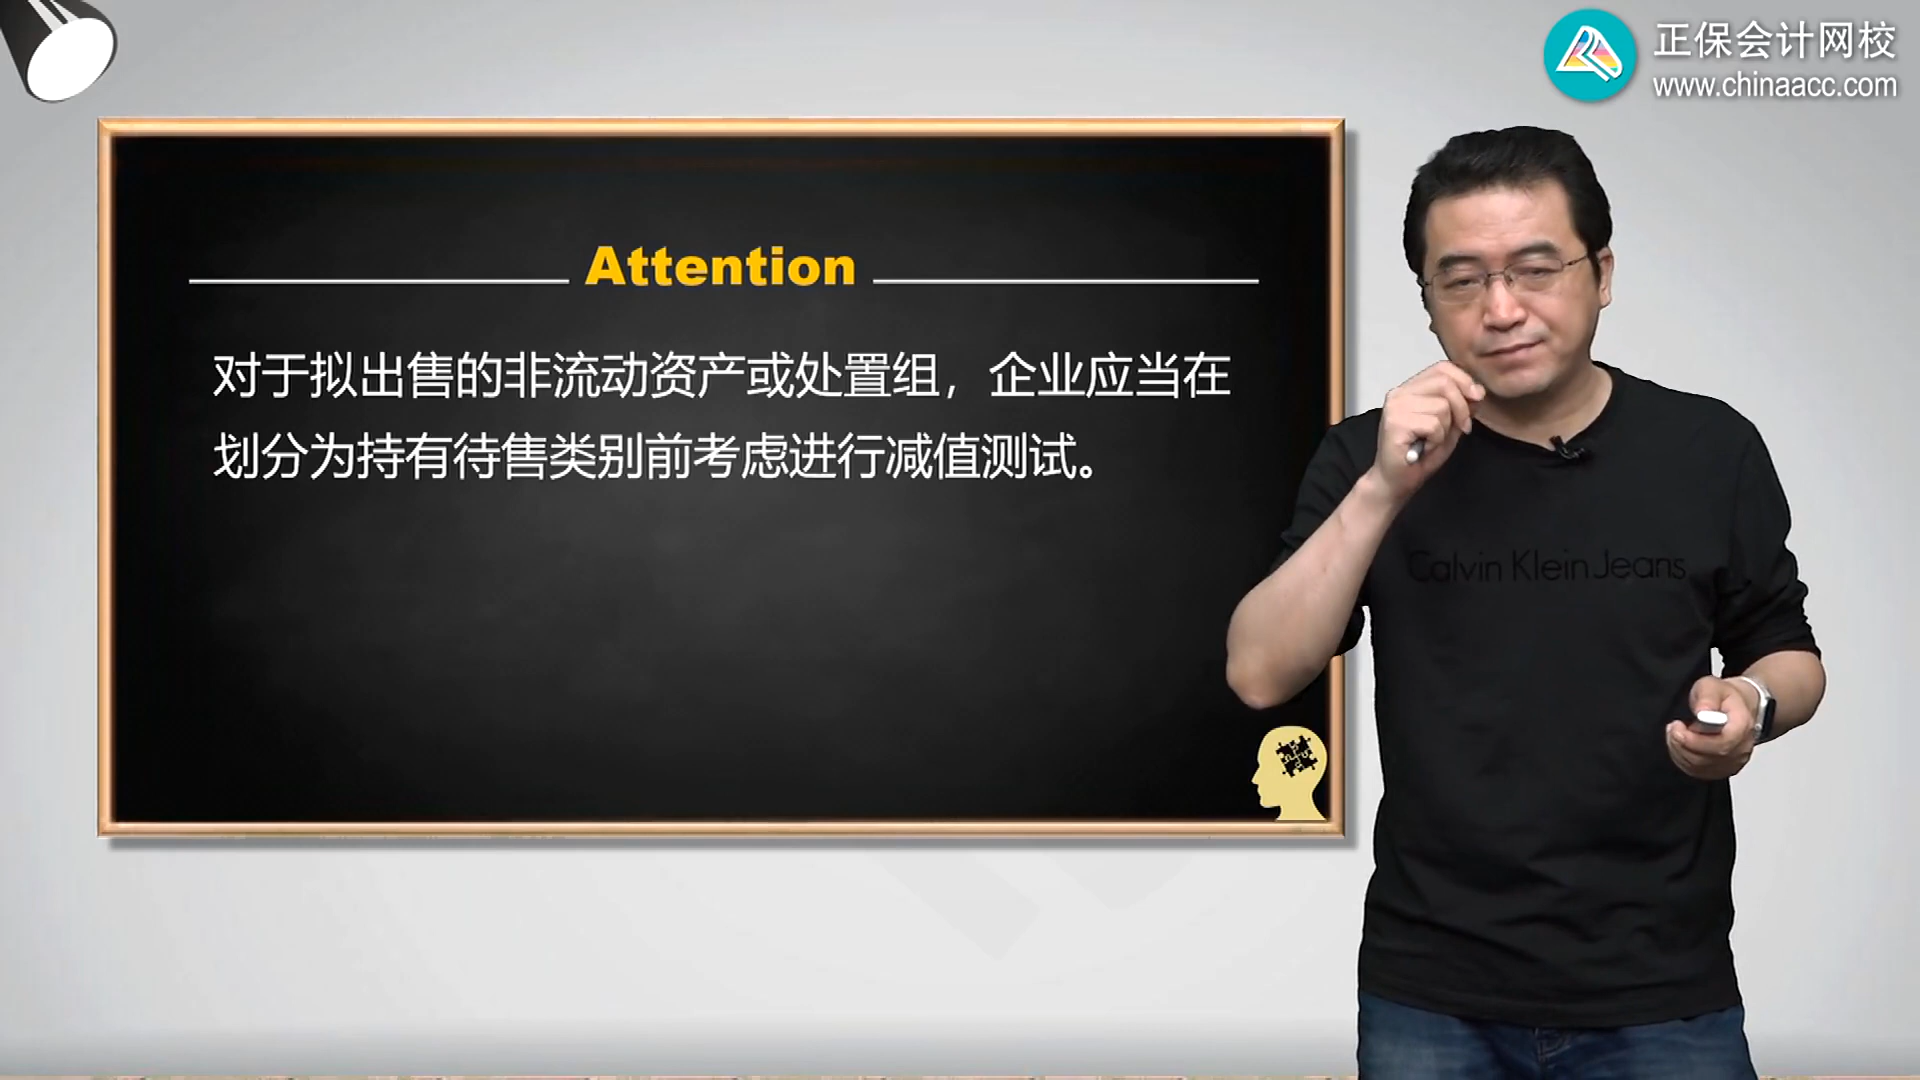 正保会计网校
www.chinaacc.com
Attention
对于拟出售的非流动资产或处置组，企业应当在
划分为持有待售类别前考虑进行减值测试。
Calvin Klein Jeans